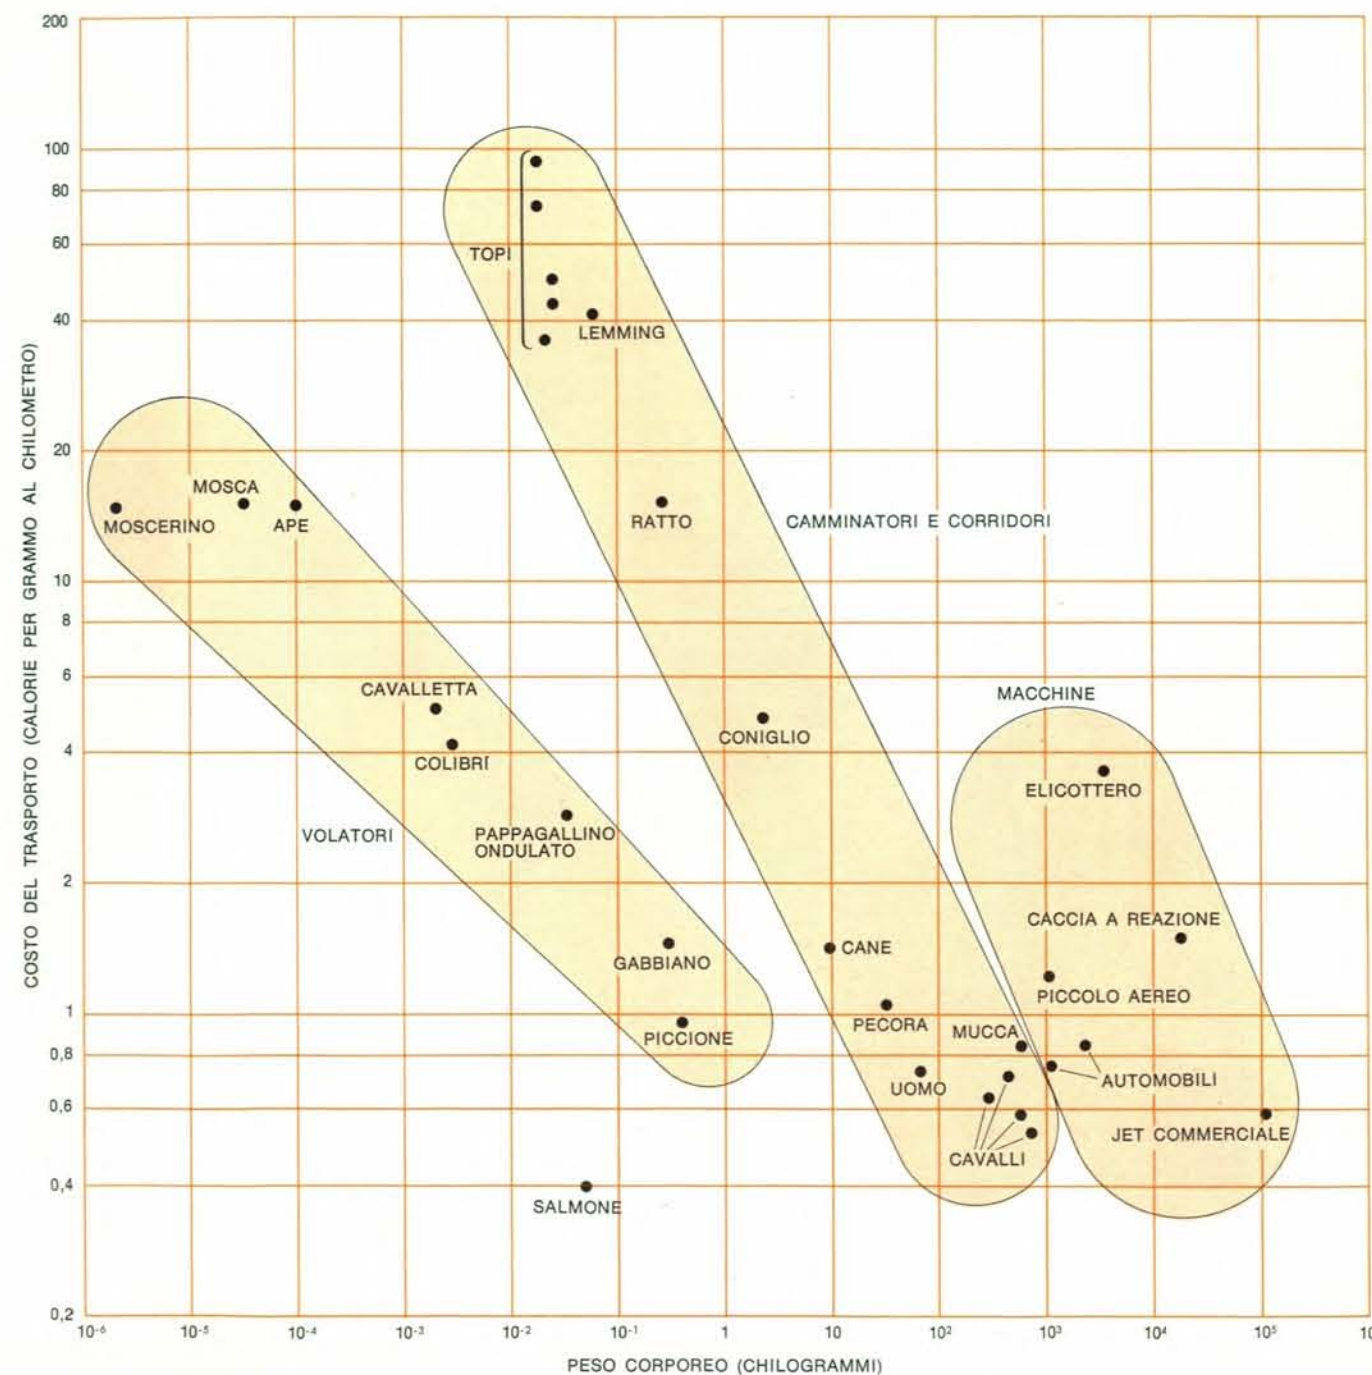 200
100
80
60
40
20
10
8
6
4
2
1
0,8
0,6
0,4
0,2
COSTO DEL TRASPORTO (CALORIE PER GRAMMO AL CHILOMETRO)
TOPI
LEMMING
MOSCA
MOSCERINO
APE
RATTO
CAMMINATORI E CORRIDORI
CAVALLETTA
COLIBRÍ
CONIGLIO
MACCHINE
ELICOTTERO
VOLATORI
PAPPAGALLINO
ONDULATO
CACCIA A REAZIONE
GABBIANO
CANE
PICCOLO AEREO
PICCIONE
PECORA
MUCCA
UOMO
AUTOMOBILI
CAVALLI
JET COMMERCIALE
SALMONE
10⁻⁶ 10⁻⁵ 10⁻⁴ 10⁻³ 10⁻² 10⁻¹ 1 10 10² 10³ 10⁴ 10⁵
PESO CORPOREO (CHILOGRAMMI)